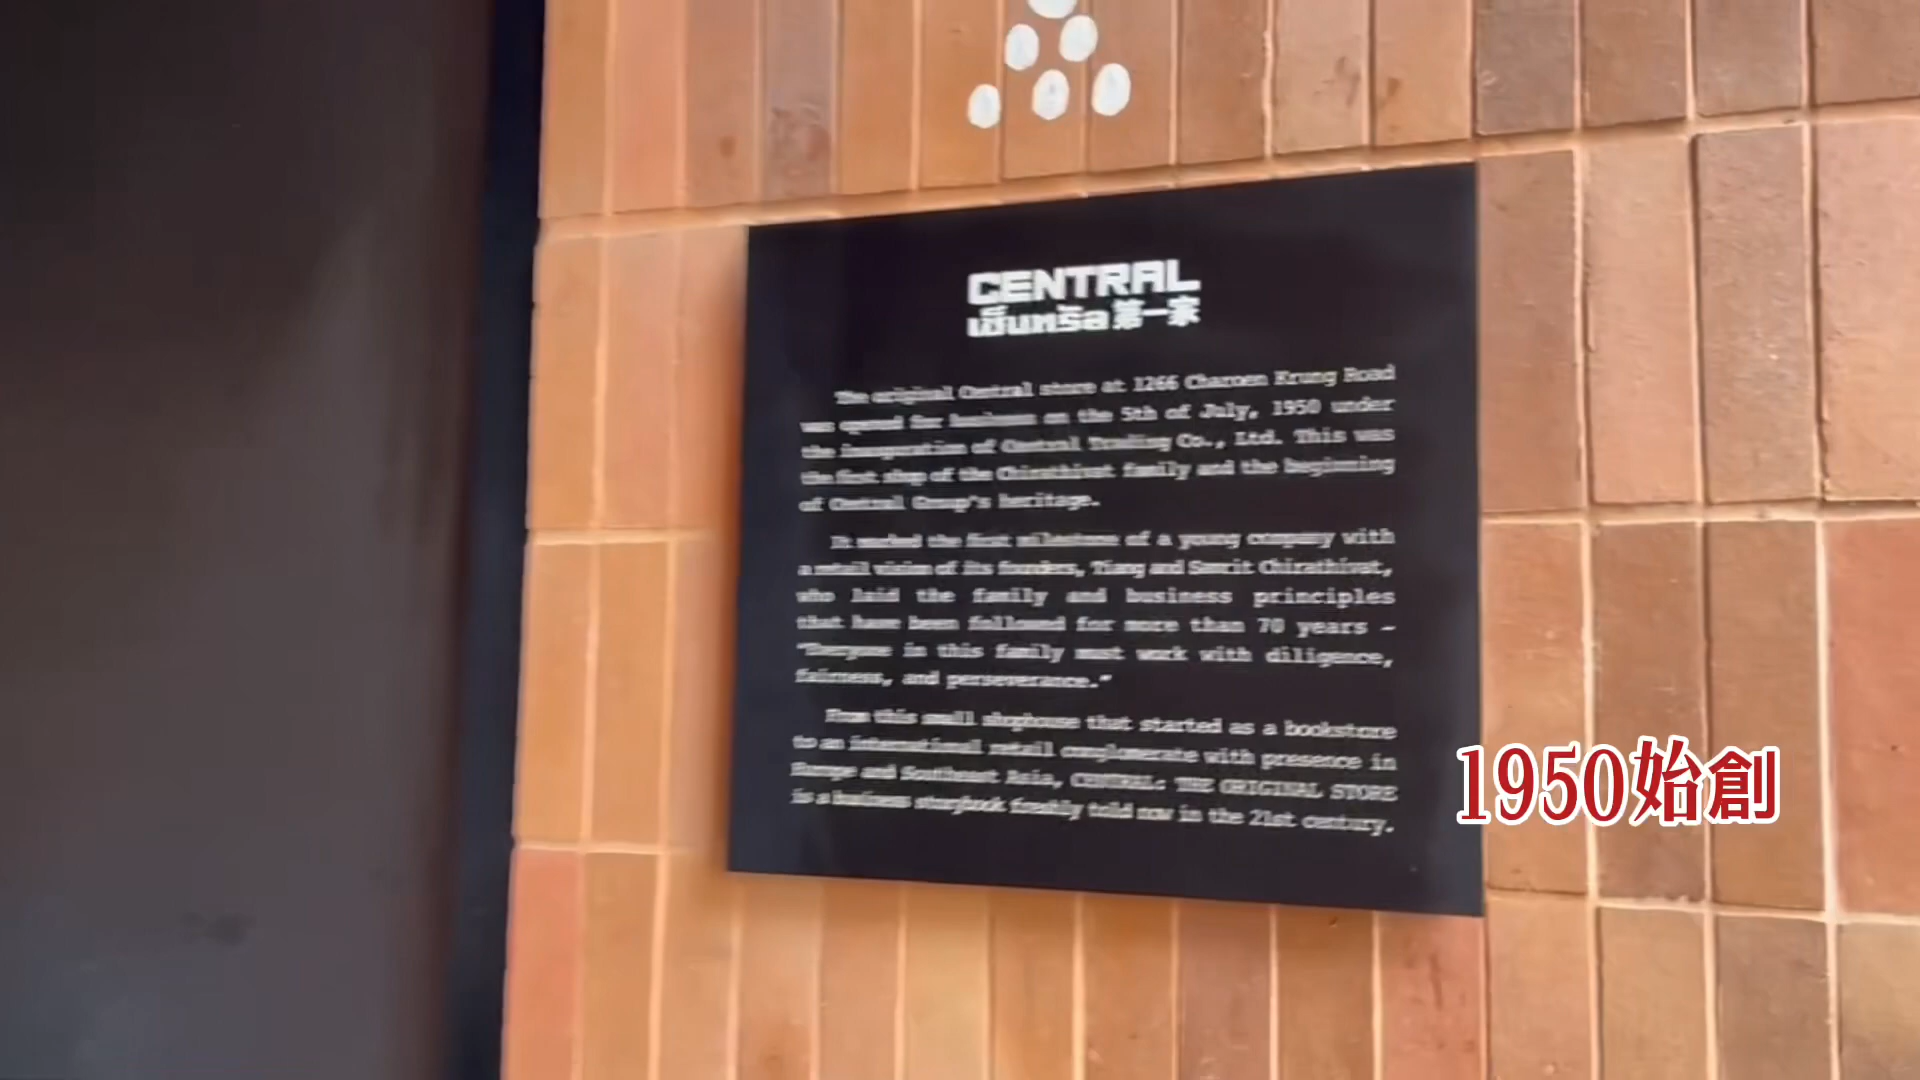 CENTRAL
เซ็นทรัล 第一家
The original Central store at 1266 Charoen Krung Road
was opened for business on the 5th of July, 1950 under
the inauguration of Central Trading Co., Ltd. This was
the first shop of the Chirathivat family and the beginning
of Central Group's heritage.
It marked the first milestone of a young company with
a retail vision of its founders, Tiang and Samrit Chirathivat,
who laid the family and business principles
that have been followed for more than 70 years –
"Everyone in this family must work with diligence,
fairness, and perseverance."
From this small shophouse that started as a bookstore
to an international retail conglomerate with presence in
Europe and Southeast Asia, CENTRAL: THE ORIGINAL STORE
is a business storybook freshly told now in the 21st century.
1950始創